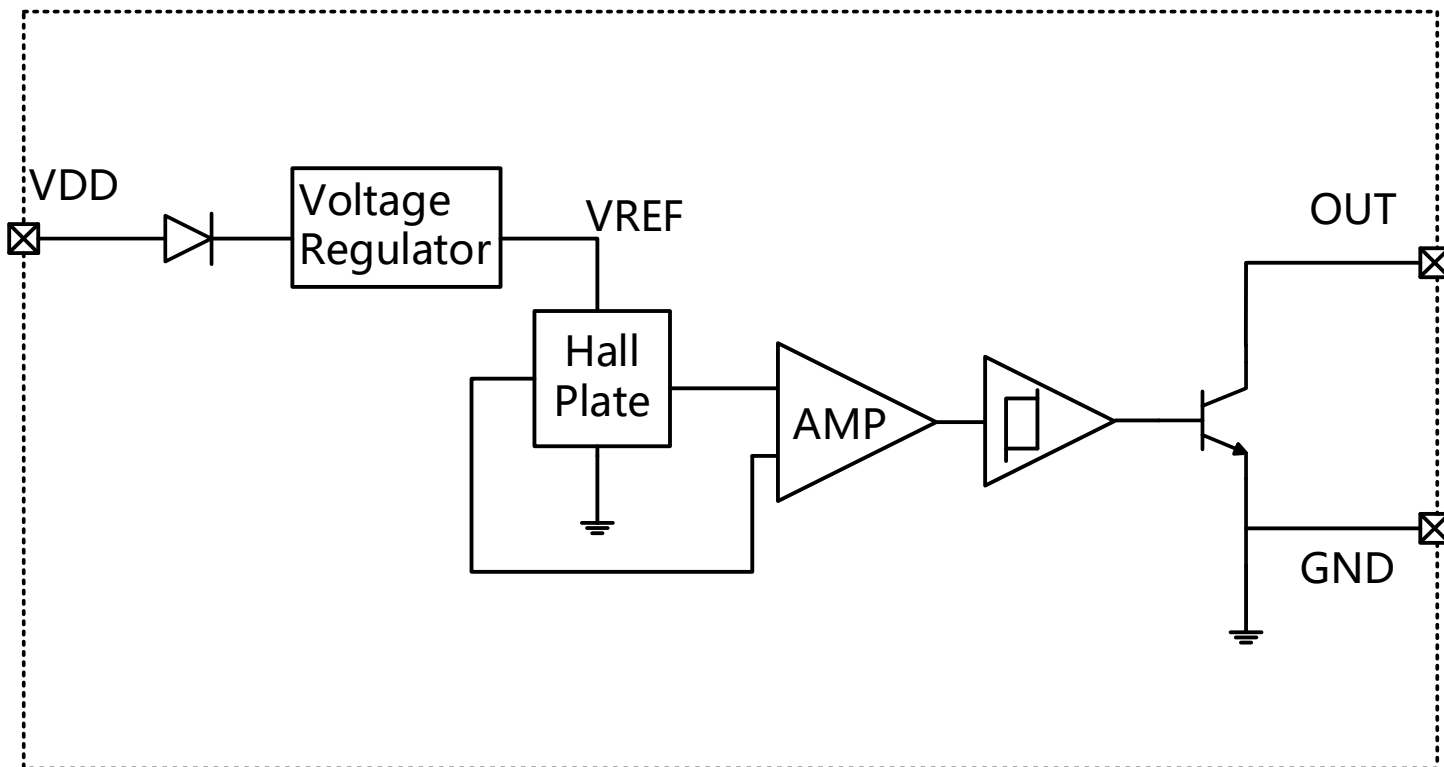 VDD
Voltage
Regulator
VREF
OUT
Hall
Plate
AMP
GND